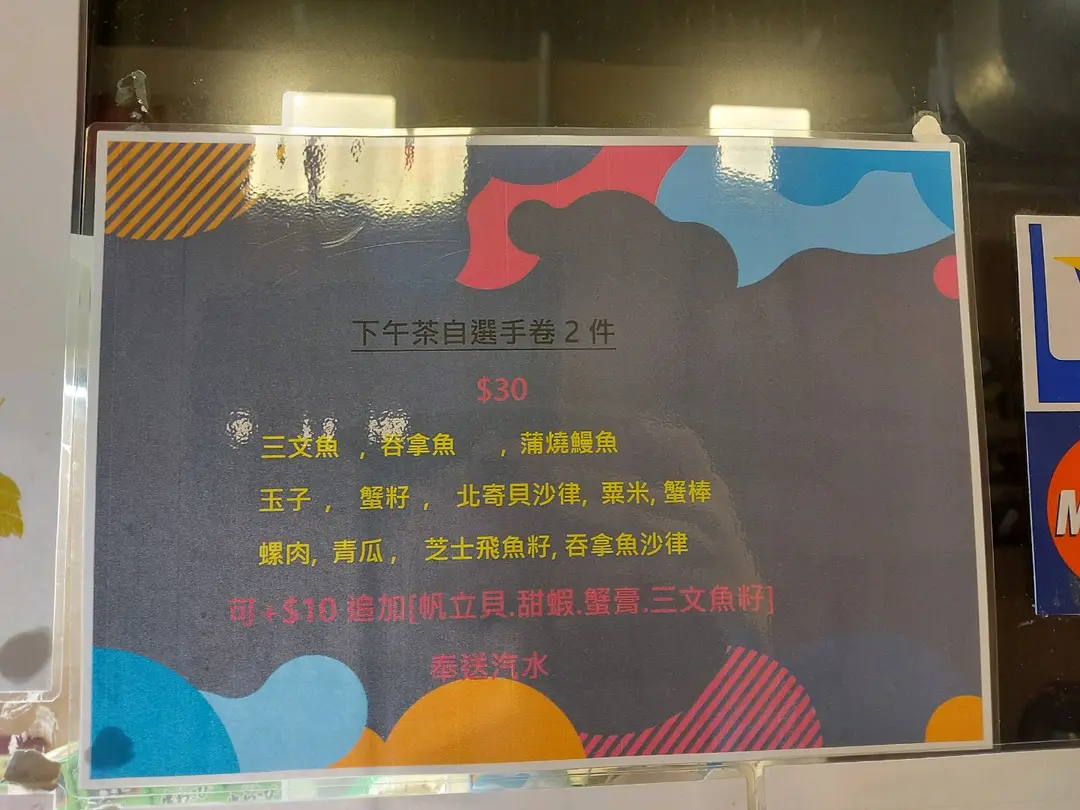 下午茶自選手卷 2 件
$30
三文魚 , 吞拿魚 , 蒲燒鰻魚
玉子 , 蟹籽 , 北寄貝沙律, 粟米, 蟹棒
螺肉, 青瓜 , 芝士飛魚籽, 吞拿魚沙律
可+$10 追加[帆立貝.甜蝦.蟹膏.三文魚籽]
奉送汽水
M